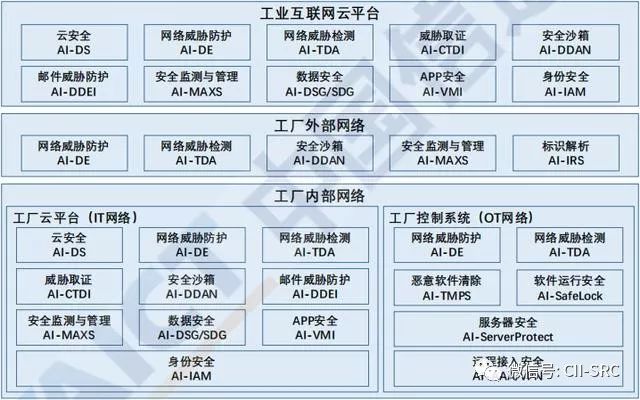 工业互联网云平台
云安全
AI-DS
网络威胁防护
AI-DE
网络威胁检测
AI-TDA
威胁取证
AI-CTDI
安全沙箱
AI-DDAN
邮件威胁防护
AI-DDEI
安全监测与管理
AI-MAXS
数据安全
AI-DSG/SDG
APP安全
AI-VMI
身份安全
AI-IAM
工厂外部网络
网络威胁防护
AI-DE
网络威胁检测
AI-TDA
安全沙箱
AI-DDAN
安全监测与管理
AI-MAXS
标识解析
AI-IRS
工厂内部网络
工厂云平台（IT网络）
云安全
AI-DS
网络威胁防护
AI-DE
网络威胁检测
AI-TDA
威胁取证
AI-CTDI
安全沙箱
AI-DDAN
邮件威胁防护
AI-DDEI
安全监测与管理
AI-MAXS
数据安全
AI-DSG/SDG
APP安全
AI-VMI
身份安全
AI-IAM
工厂控制系统（OT网络）
网络威胁防护
AI-DE
网络威胁检测
AI-TDA
恶意软件清除
AI-TMPS
软件运行安全
AI-SafeLock
服务器安全
AI-ServerProtect
远程接入安全
微信号: CII-SRC